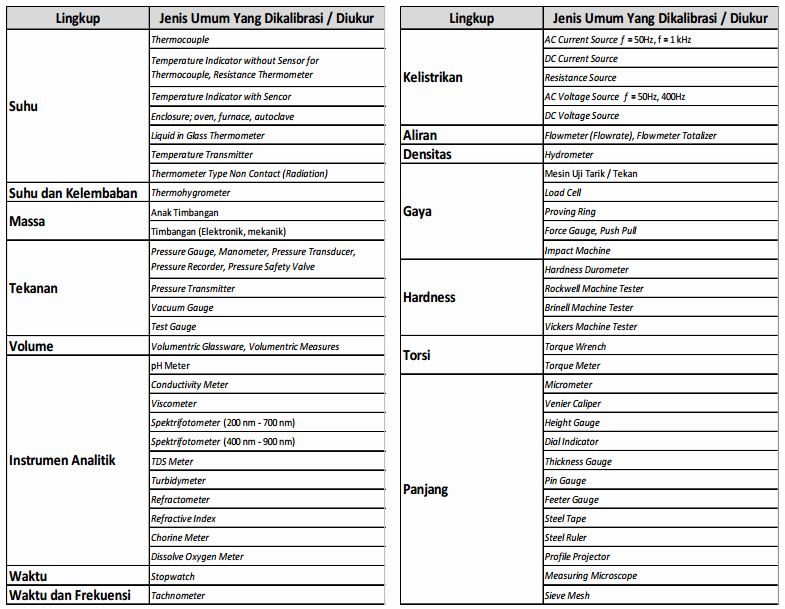 Lingkup Jenis Umum Yang Dikalibrasi / Diukur
Suhu
Thermocouple
Temperature Indicator without Sensor for
Thermocouple, Resistance Thermometer
Temperature Indicator with Sencor
Enclosure; oven, furnace, autoclave
Liquid in Glass Thermometer
Temperature Transmitter
Thermometer Type Non Contact (Radiation)
Suhu dan Kelembaban Thermohygrometer
Massa
Anak Timbangan
Timbangan (Elektronik, mekanik)
Tekanan
Pressure Gauge, Manometer, Pressure Transducer,
Pressure Recorder, Pressure Safety Valve
Pressure Transmitter
Vacuum Gauge
Test Gauge
Volume Volumentric Glassware, Volumentric Measures
Instrumen Analitik
pH Meter
Conductivity Meter
Viscometer
Spektrifotometer (200 nm - 700 nm)
Spektrifotometer (400 nm - 900 nm)
TDS Meter
Turbidymeter
Refractometer
Refractive Index
Chorine Meter
Dissolve Oxygen Meter
Waktu Stopwatch
Waktu dan Frekuensi Tachnometer
Lingkup Jenis Umum Yang Dikalibrasi / Diukur
Kelistrikan
AC Current Source f = 50Hz, f = 1 kHz
DC Current Source
Resistance Source
AC Voltage Source f = 50Hz, 400Hz
DC Voltage Source
Aliran Flowmeter (Flowrate), Flowmeter Totalizer
Densitas Hydrometer
Gaya
Mesin Uji Tarik / Tekan
Load Cell
Proving Ring
Force Gauge, Push Pull
Impact Machine
Hardness
Hardness Durometer
Rockwell Machine Tester
Brinell Machine Tester
Vickers Machine Tester
Torsi
Torque Wrench
Torque Meter
Panjang
Micrometer
Venier Caliper
Height Gauge
Dial Indicator
Thickness Gauge
Pin Gauge
Feeter Gauge
Steel Tape
Steel Ruler
Profile Projector
Measuring Microscope
Sieve Mesh